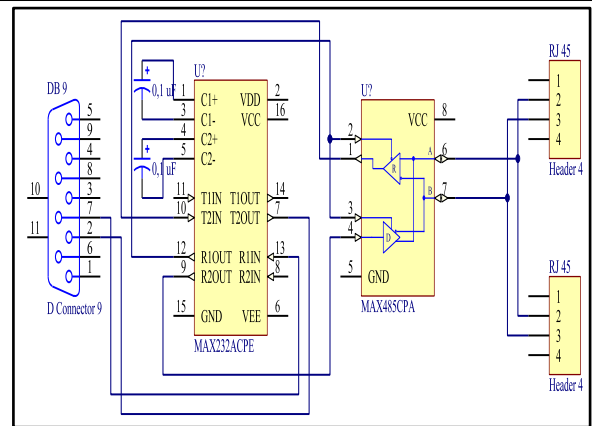 DB 9
5
9
4
8
3
7
2
6
1
10
11
D Connector 9
+
0,1 uF
+
0,1 uF
U?
1 C1+ VDD 2
3 C1- VCC 16
4 C2+
5 C2-
11 T1IN T1OUT 14
10 T2IN T2OUT 7
12 R1OUT R1IN 13
9 R2OUT R2IN 8
15 GND VEE 6
MAX232ACPE
U?
VCC 8
2
1 R A 6
B 7
3
4 D
5 GND
MAX485CPA
RJ 45
1
2
3
4
Header 4
RJ 45
1
2
3
4
Header 4